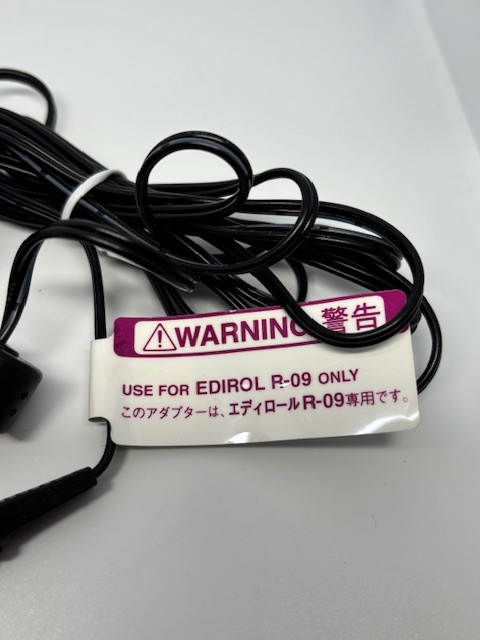 ⚠WARNING 警告
USE FOR EDIROL R-09 ONLY
このアダプターは、エディロールR-09専用です。